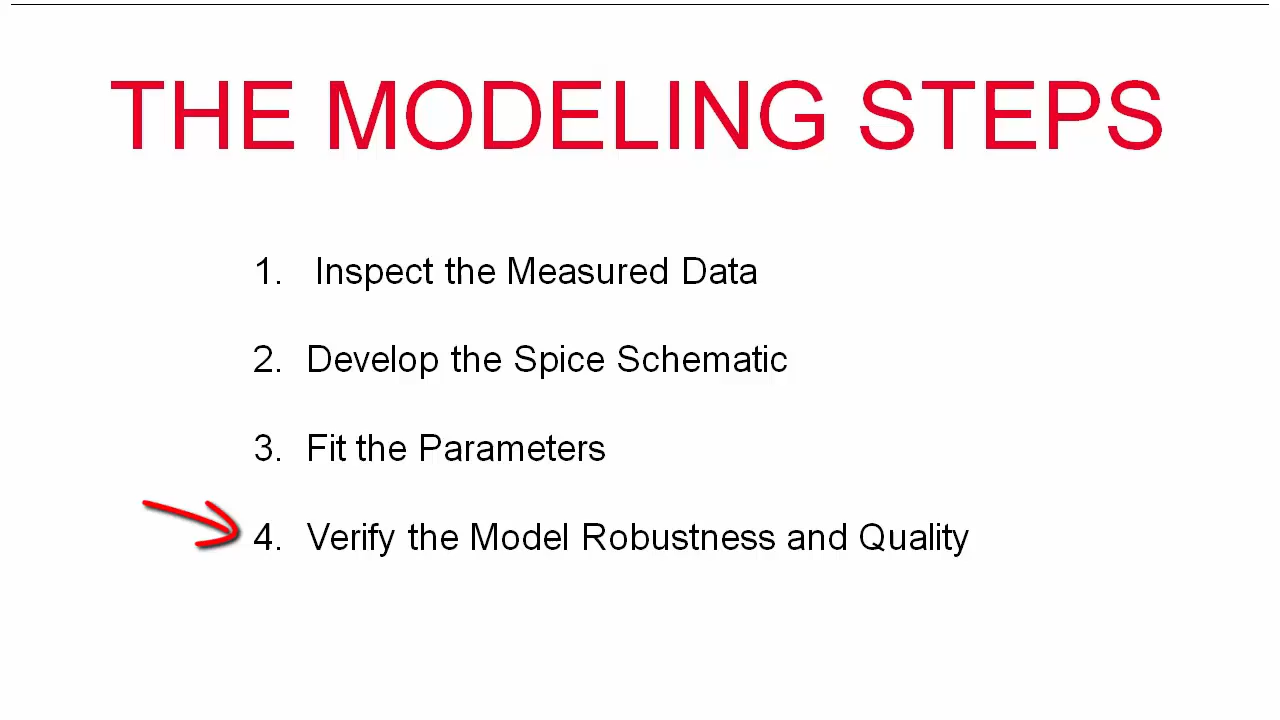 THE MODELING STEPS
1. Inspect the Measured Data
2. Develop the Spice Schematic
3. Fit the Parameters
4. Verify the Model Robustness and Quality